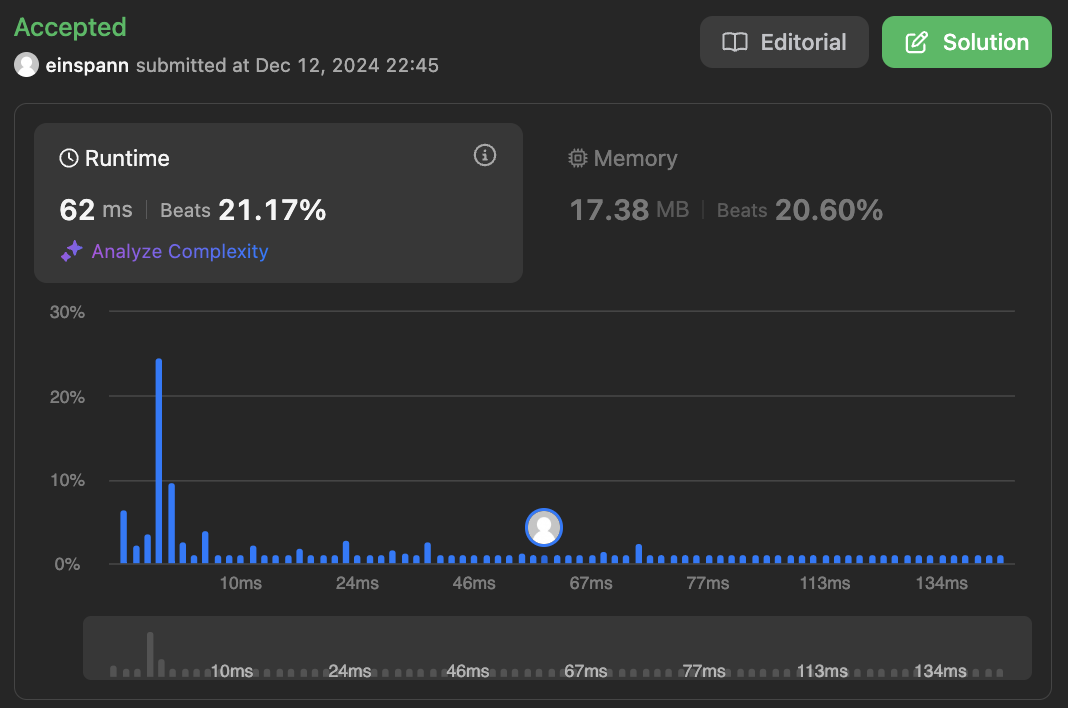 Accepted
einspann submitted at Dec 12, 2024 22:45
Editorial
Solution
Runtime
62 ms Beats 21.17%
Analyze Complexity
Memory
17.38 MB Beats 20.60%
30%
20%
10%
0%
10ms 24ms 46ms 67ms 77ms 113ms 134ms
10ms 24ms 46ms 67ms 77ms 113ms 134ms